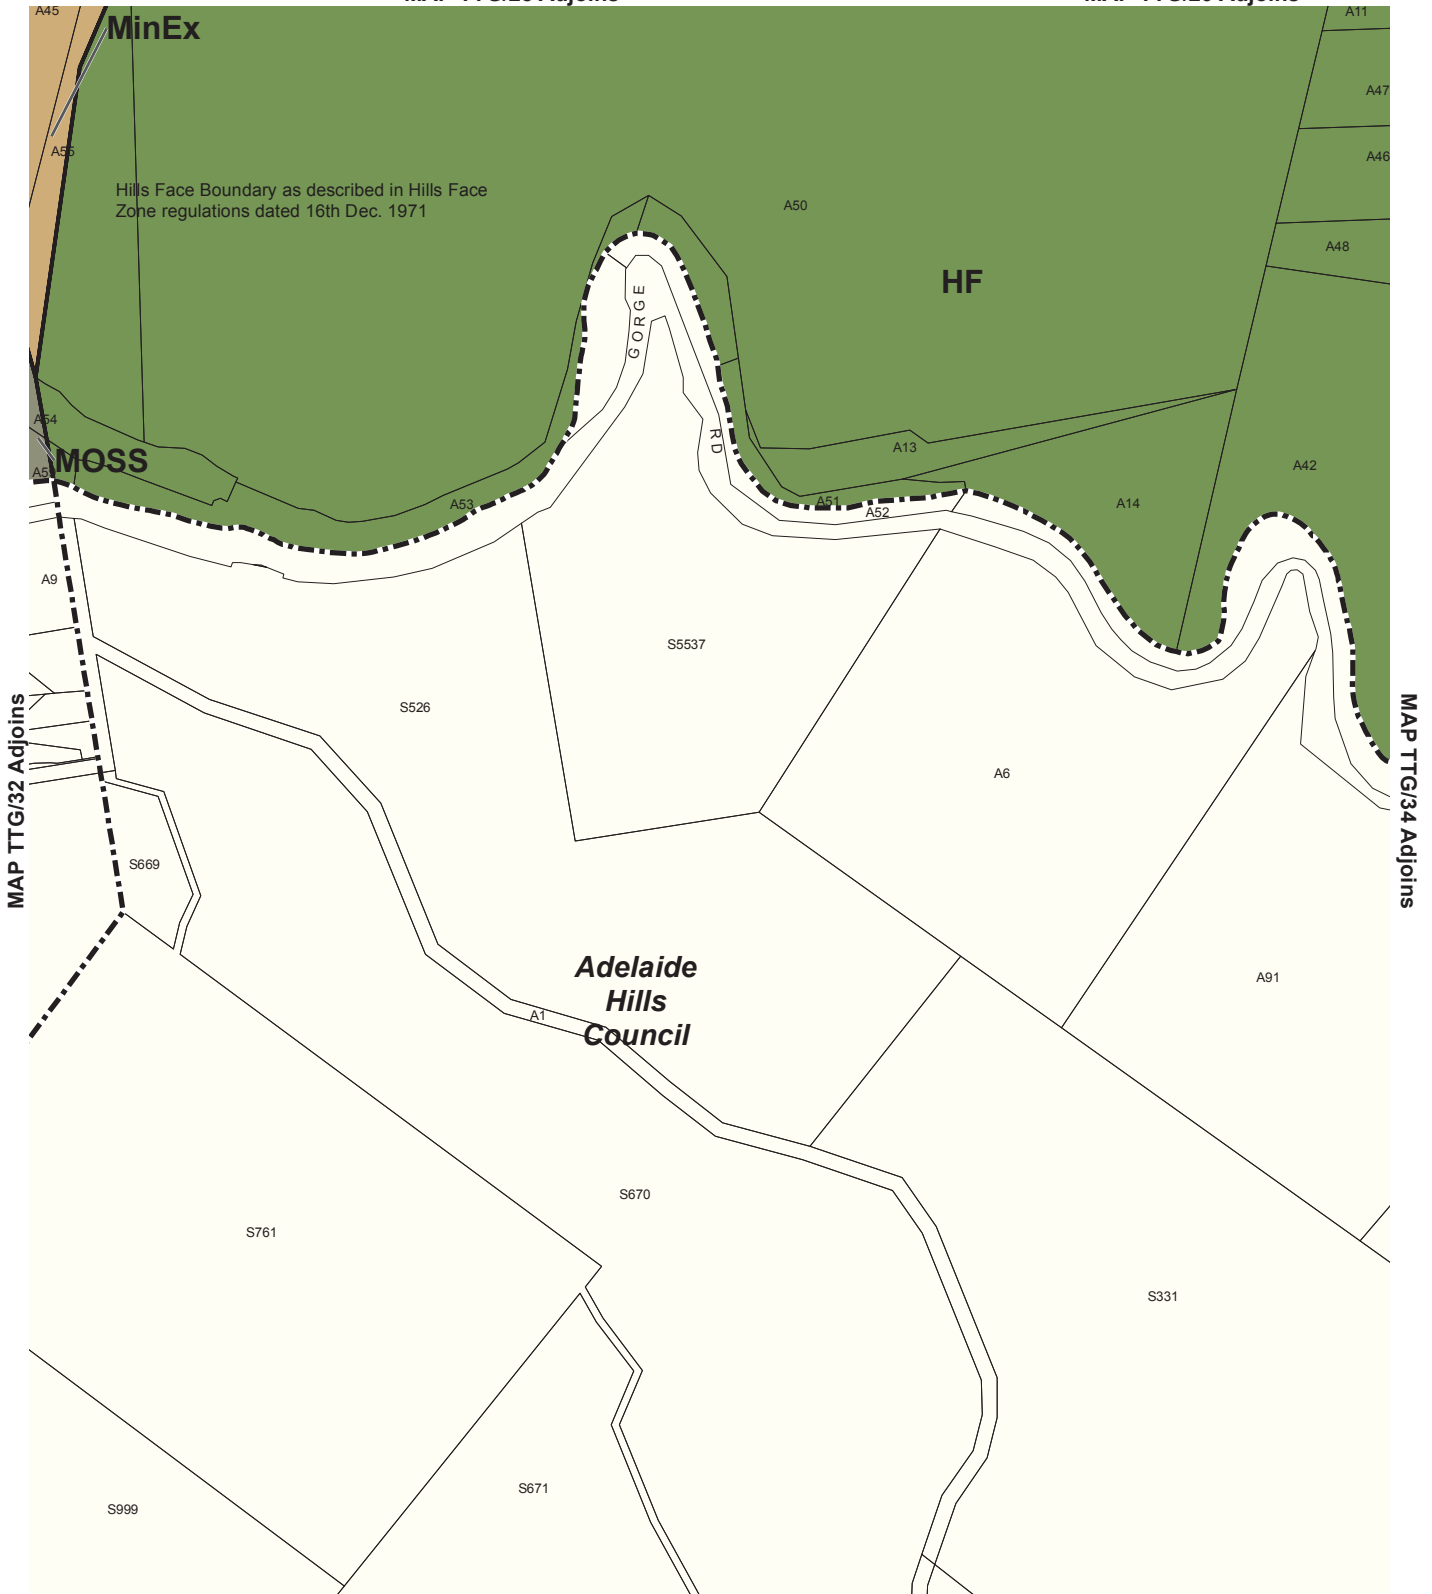 A45
MinEx
A11
A47
A55
A46
Hills Face Boundary as described in Hills Face
Zone regulations dated 16th Dec. 1971
A50
A48
HF
GORGE
RD
A54
MOSS
A13
A42
A53
A51
A52
A14
A9
S5537
S526
A6
MAP TTG/32 Adjoins
MAP TTG/34 Adjoins
S669
Adelaide
Hills
Council
A91
A1
S670
S761
S331
S671
S999